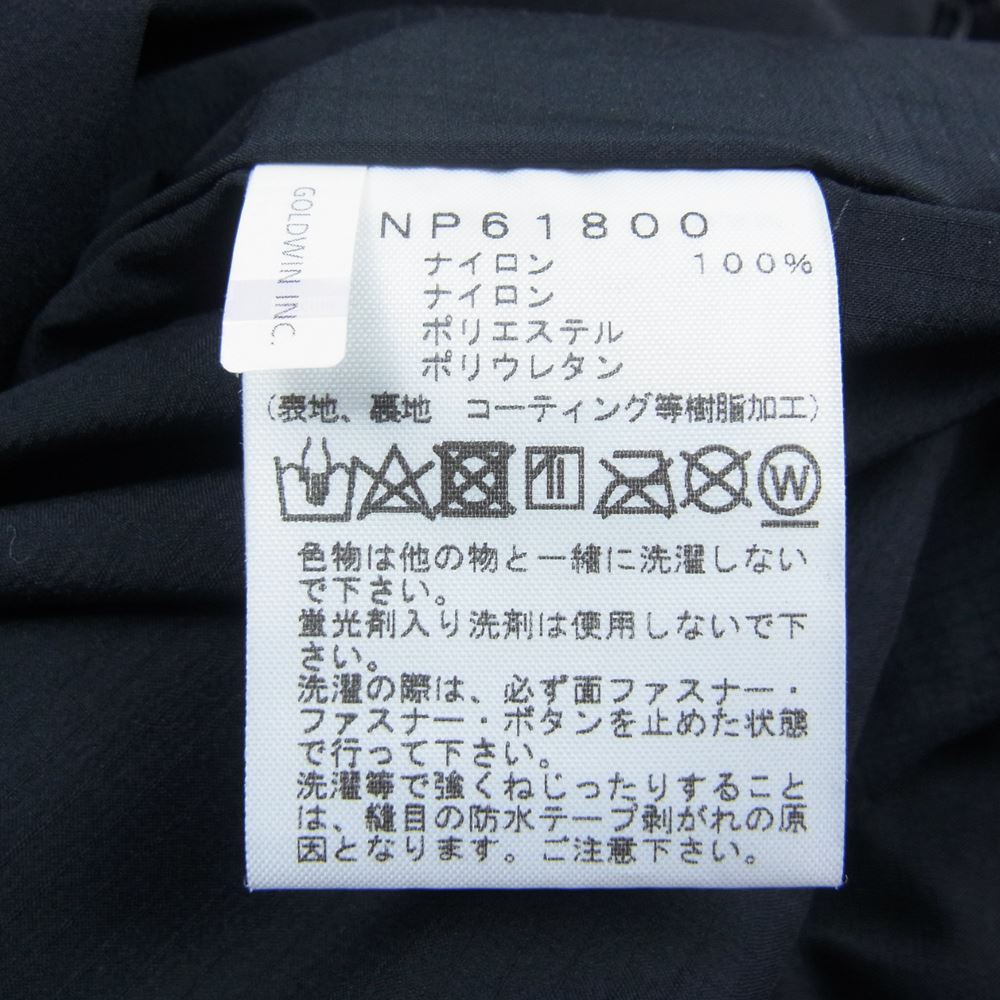 GOLDWIN INC.
NP61800
ナイロン 100%
ナイロン
ポリエステル
ポリウレタン
(表地、裏地 コーティング等樹脂加工)
W
色物は他の物と一緒に洗濯しない
で下さい。
蛍光剤入り洗剤は使用しないで下
さい。
洗濯の際は、必ず面ファスナー・
ファスナー・ボタンを止めた状態
で行って下さい。
洗濯等で強くねじったりすること
は、縫目の防水テープ剥がれの原
因となります。ご注意下さい。